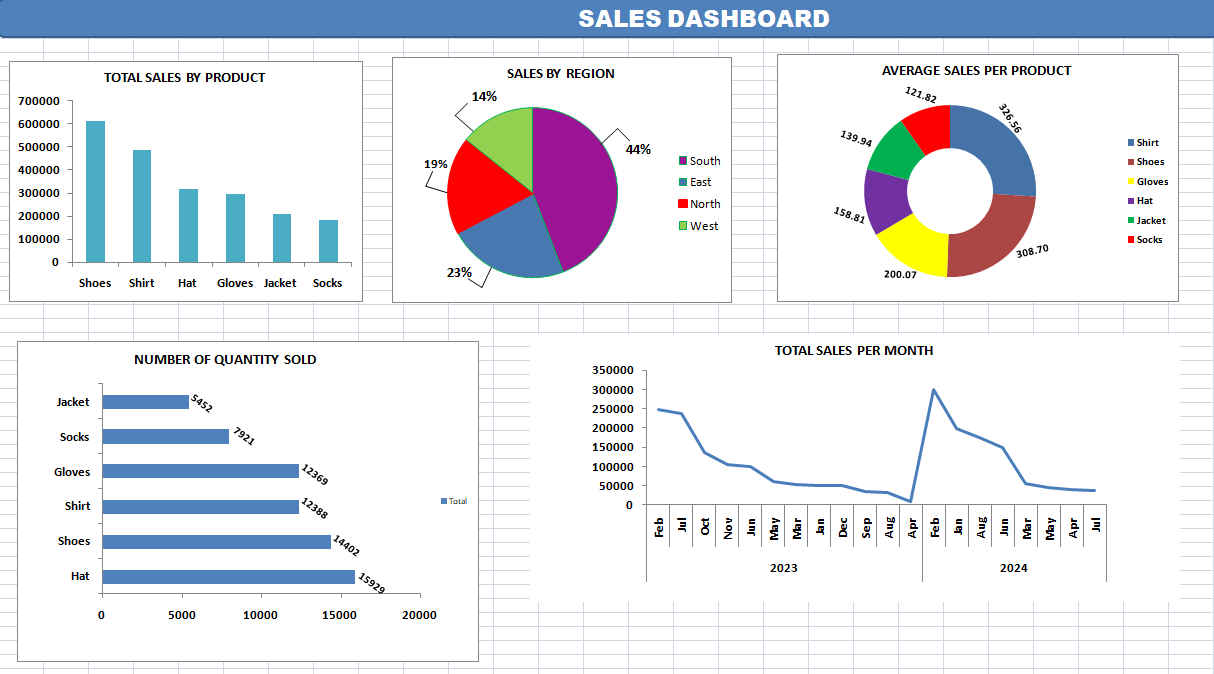 SALES DASHBOARD
TOTAL SALES BY PRODUCT
700000
600000
500000
400000
300000
200000
100000
0
Shoes Shirt Hat Gloves Jacket Socks
SALES BY REGION
14%
44%
19%
23%
South
East
North
West
AVERAGE SALES PER PRODUCT
121.82
326.56
139.94
158.81
308.70
200.07
Shirt
Shoes
Gloves
Hat
Jacket
Socks
NUMBER OF QUANTITY SOLD
Jacket 5452
Socks 7921
Gloves 12369
Shirt 12388
Shoes 14402
Hat 15929
0 5000 10000 15000 20000
Total
TOTAL SALES PER MONTH
350000
300000
250000
200000
150000
100000
50000
0
Feb Jul Oct Nov Jun May Mar Jan Dec Sep Aug Apr Feb Jan Aug Jun Mar May Apr Jul
2023 2024